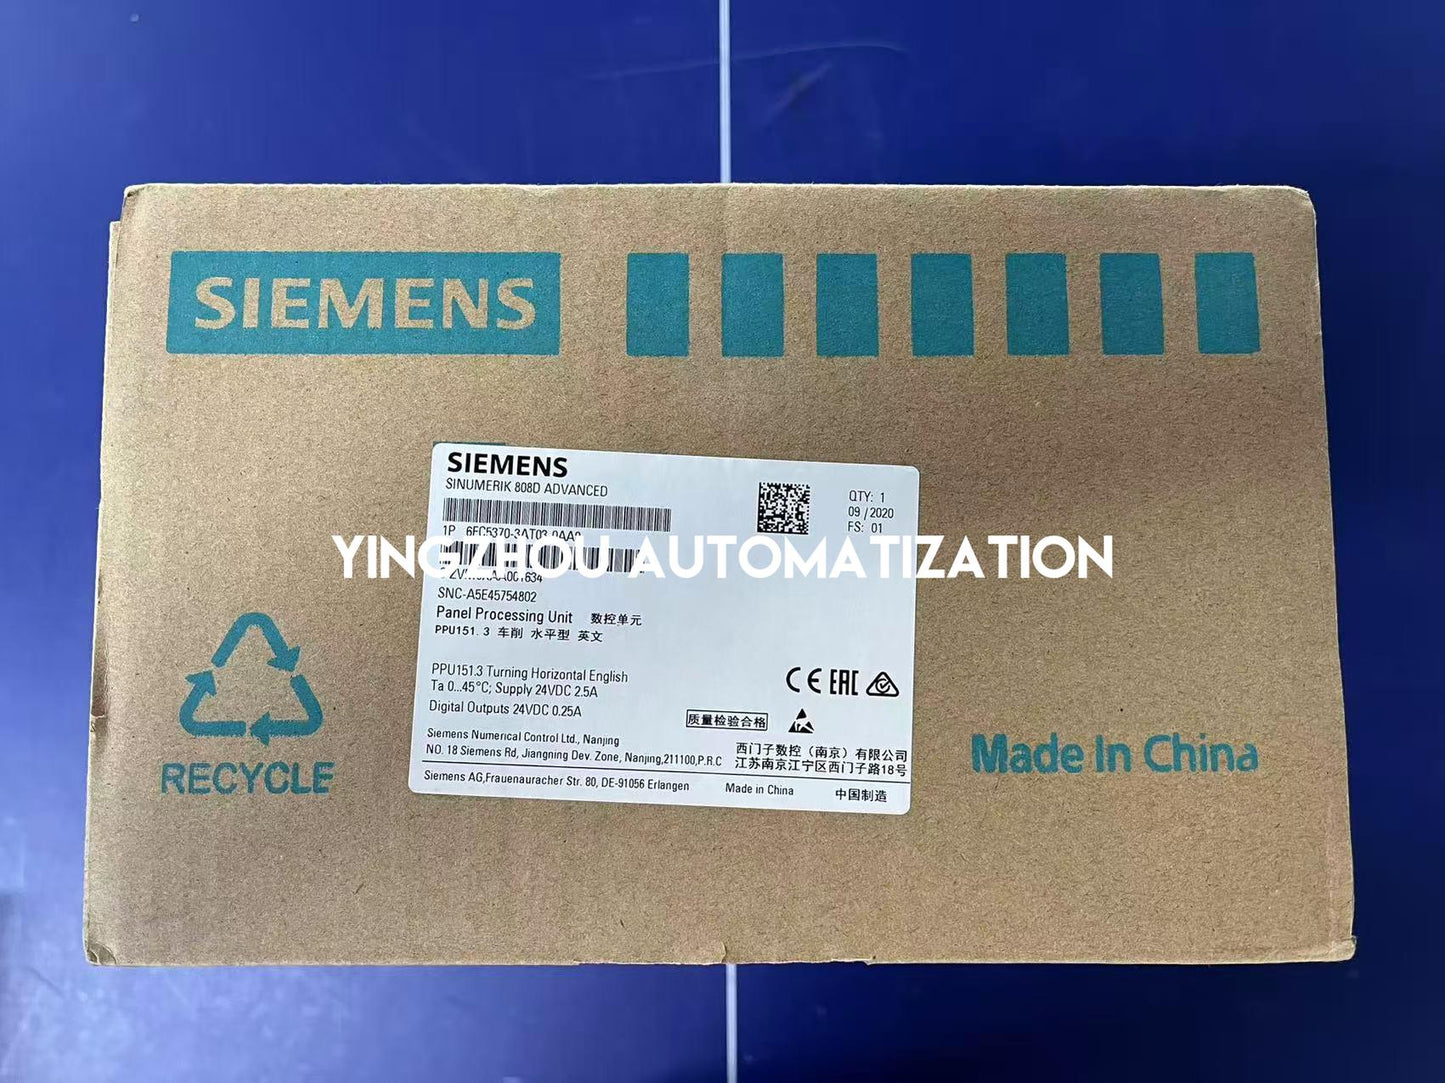 SIEMENS
SIEMENS
SINUMERIK 808D ADVANCED
QTY: 1
09 / 2020
FS: 01
1P
YINGZHOU AUTOMATIZATION
SNC-A5E45754802
Panel Processing Unit 数控单元
PPU151.3 车削 水平型 英文
PPU151.3 Turning Horizontal English
Ta 0...45°C; Supply 24VDC 2.5A
Digital Outputs 24VDC 0.25A
CE EAC
质量检验合格
Siemens Numerical Control Ltd., Nanjing
NO. 18 Siemens Rd, Jiangning Dev. Zone, Nanjing,211100,P.R.C
西门子数控（南京）有限公司
江苏南京江宁区西门子路18号
Siemens AG,Frauenauracher Str. 80, DE-91056 Erlangen
Made in China
中国制造
RECYCLE
Made In China